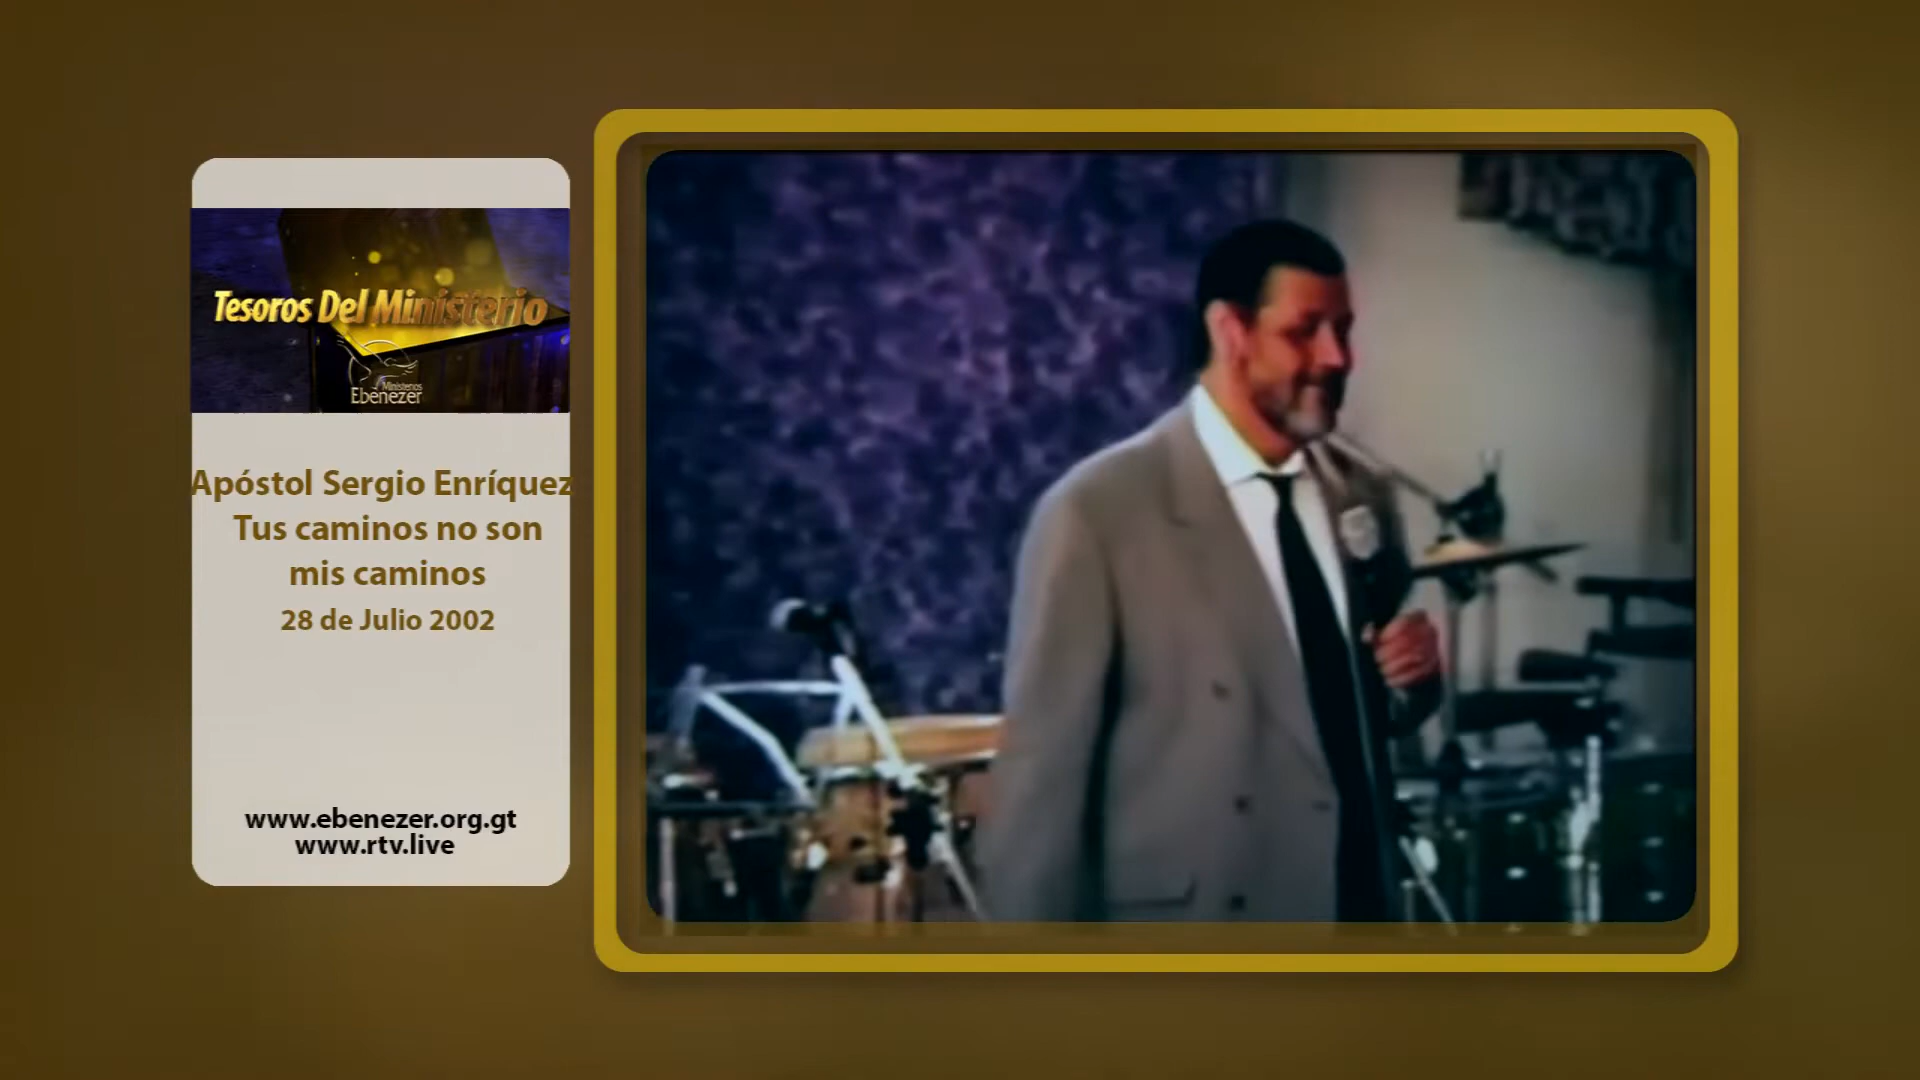 Tesoros Del Ministerio
Ministerios
Ebenezer
Apóstol Sergio Enríquez
Tus caminos no son
mis caminos
28 de Julio 2002
www.ebenezer.org.gt
www.rtv.live